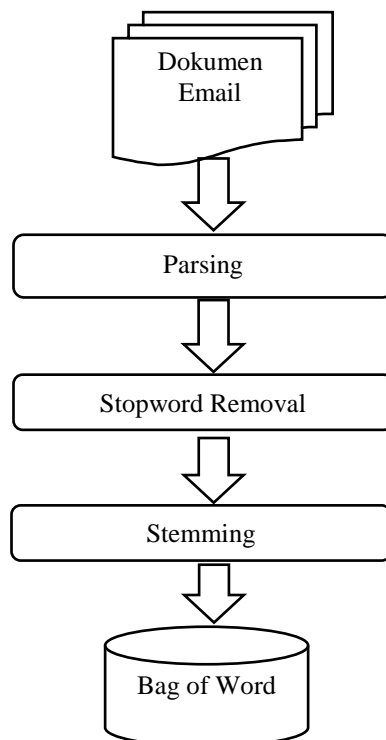 Dokumen
Email
Parsing
Stopword Removal
Stemming
Bag of Word